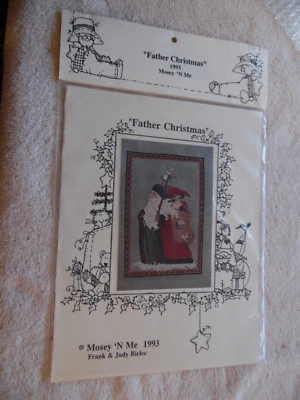 "Father Christmas"
1993
Mosey 'N Me
"Father Christmas"
© Mosey 'N Me 1993
Frank & Judy Bielec